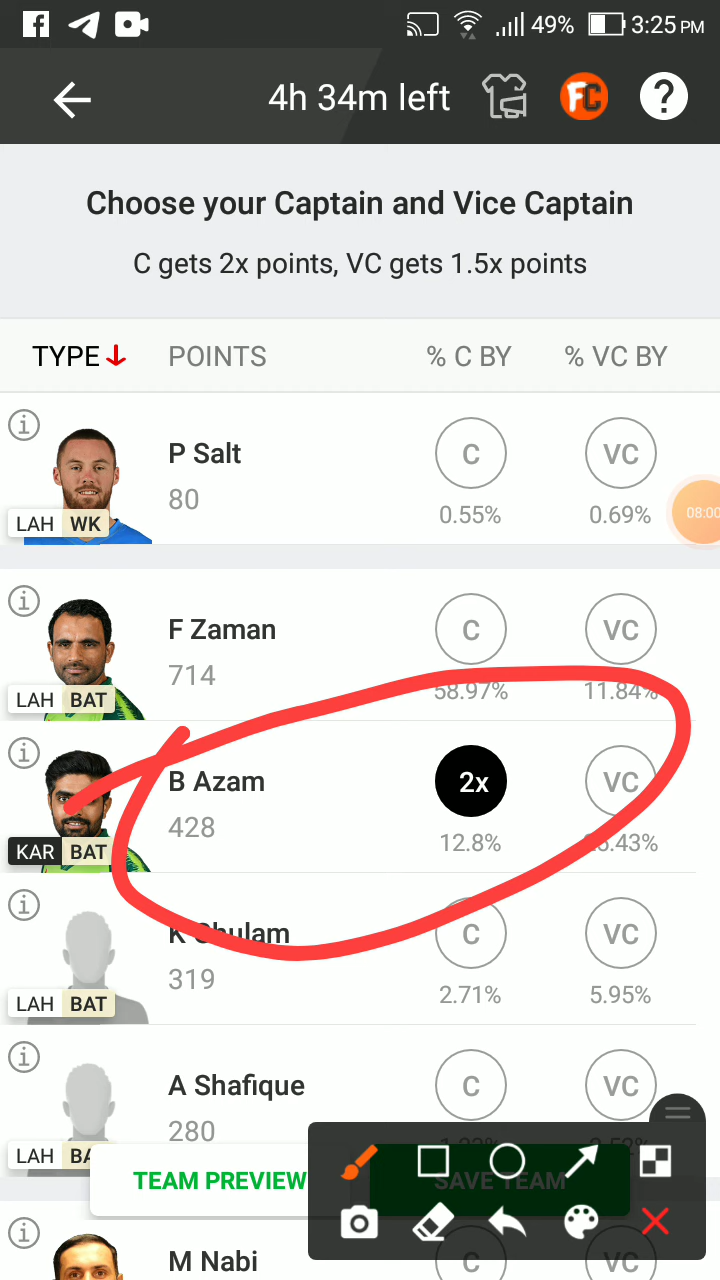 49% 3:25 PM
4h 34m left FC ?
Choose your Captain and Vice Captain
C gets 2x points, VC gets 1.5x points
TYPE POINTS % C BY % VC BY
P Salt C VC
80 0.55% 0.69%
LAH WK
08:00
F Zaman C VC
714 58.97% 11.84%
LAH BAT
B Azam 2x VC
428 12.8%
KAR BAT
K Ghulam C VC
319 2.71% 5.95%
LAH BAT
A Shafique C VC
280
LAH
TEAM PREVIEW SAVE TEAM
M Nabi C VC